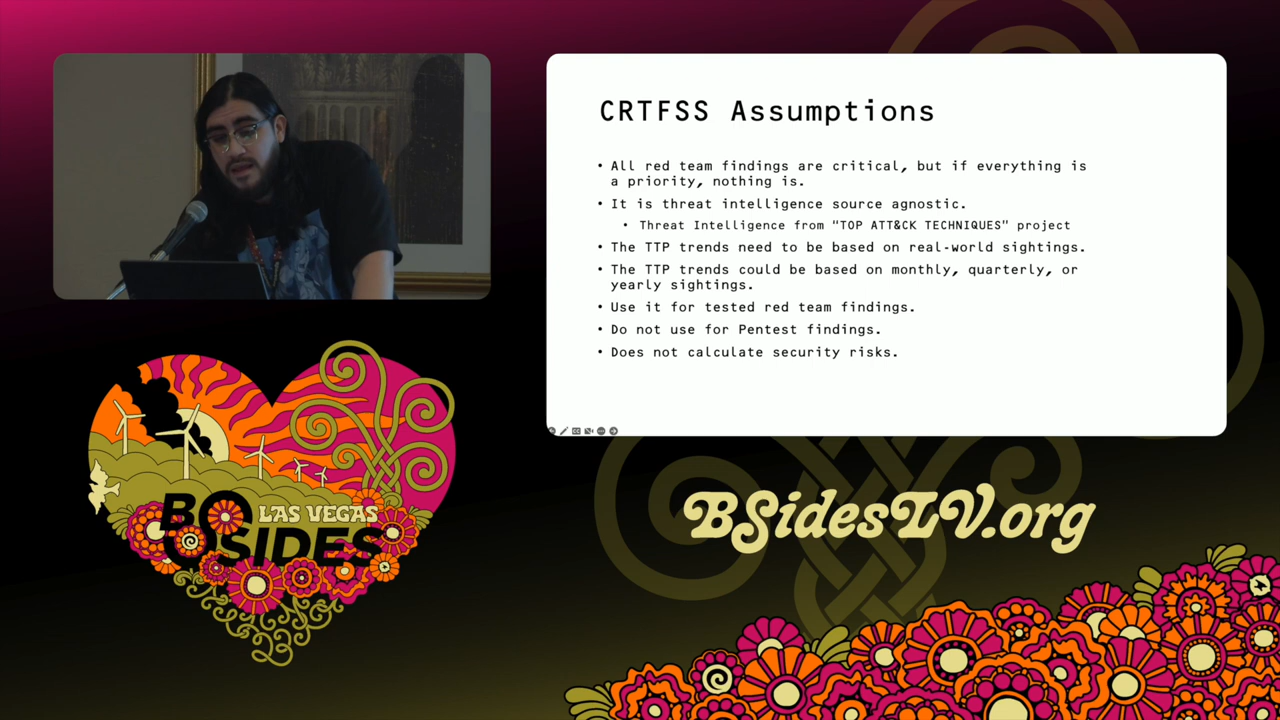 CRTFSS Assumptions
• All red team findings are critical, but if everything is
a priority, nothing is.
• It is threat intelligence source agnostic.
• Threat Intelligence from “TOP ATT&CK TECHNIQUES” project
• The TTP trends need to be based on real-world sightings.
• The TTP trends could be based on monthly, quarterly, or
yearly sightings.
• Use it for tested red team findings.
• Do not use for Pentest findings.
• Does not calculate security risks.
BSidesLV.org
LAS VEGAS
BSIDES
23